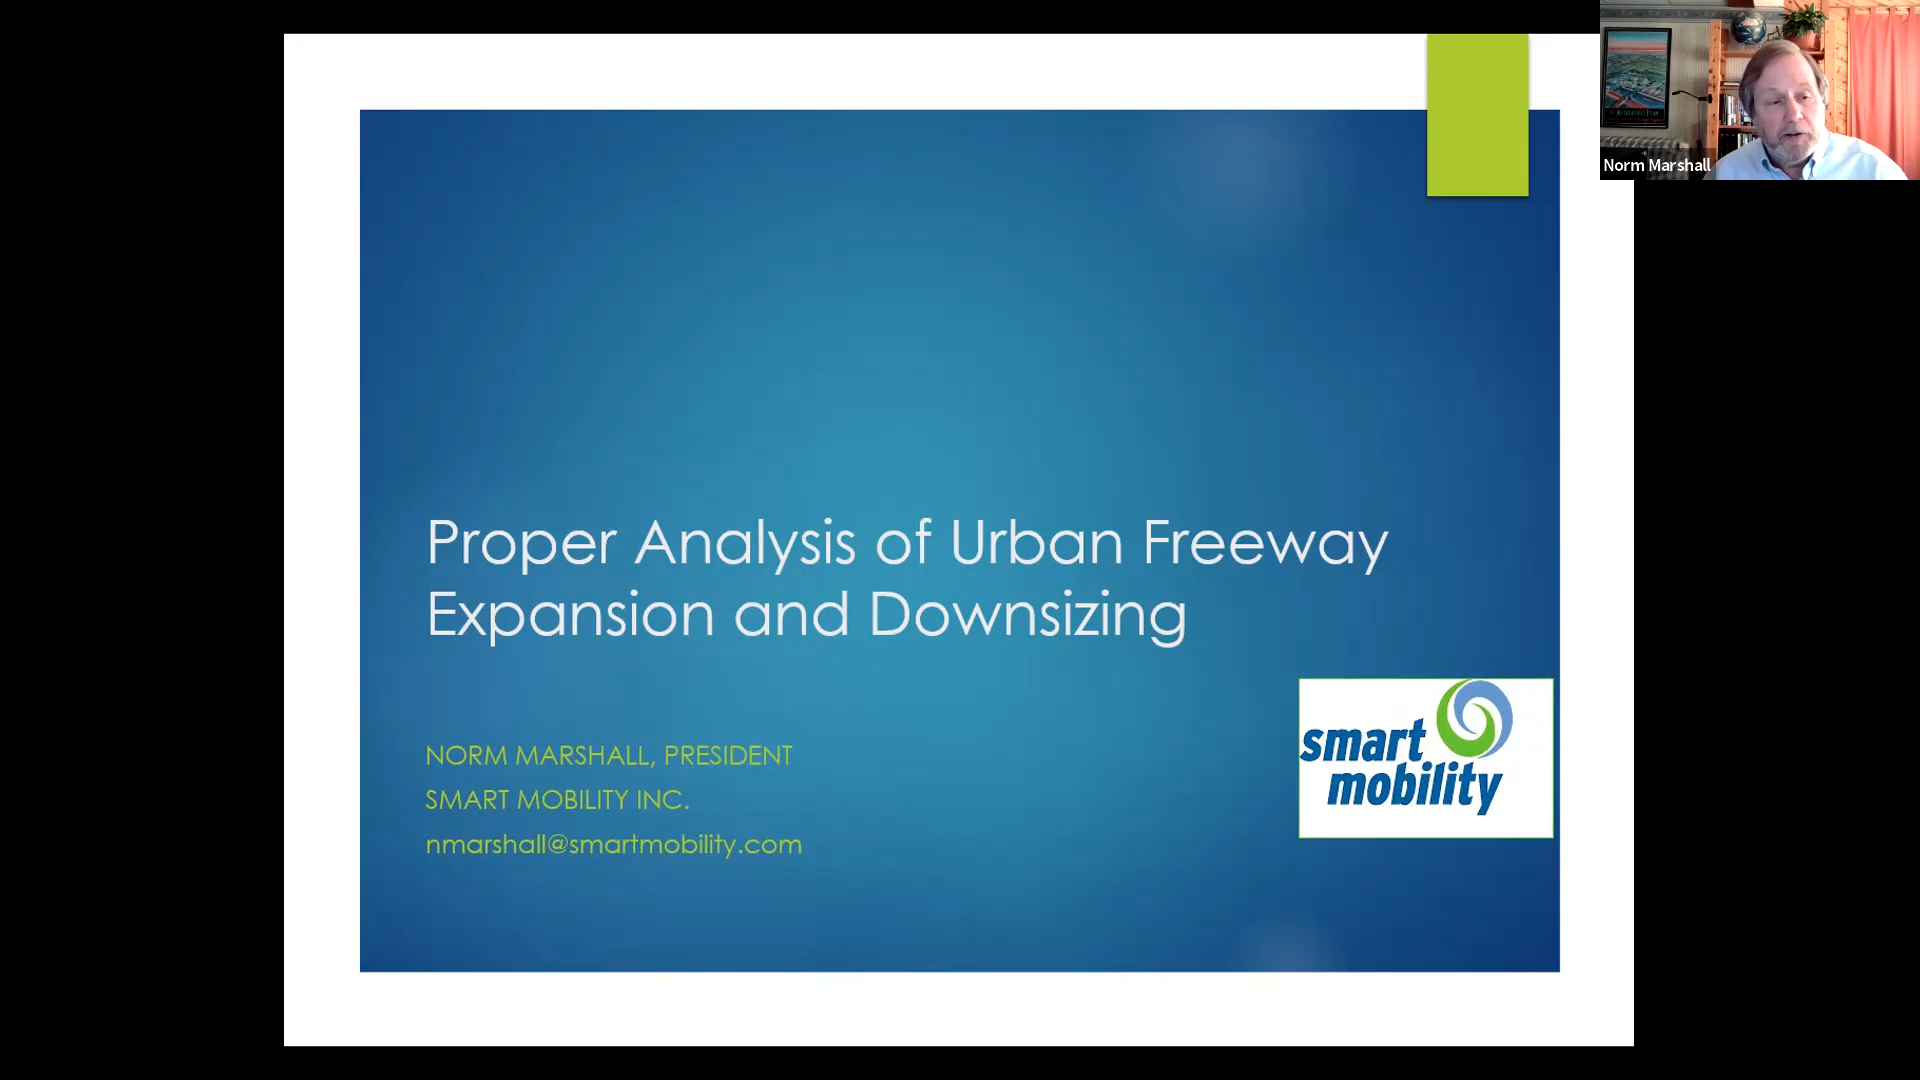 Norm Marshall
Proper Analysis of Urban Freeway
Expansion and Downsizing
NORM MARSHALL, PRESIDENT
SMART MOBILITY INC.
nmarshall@smartmobility.com
smart
mobility